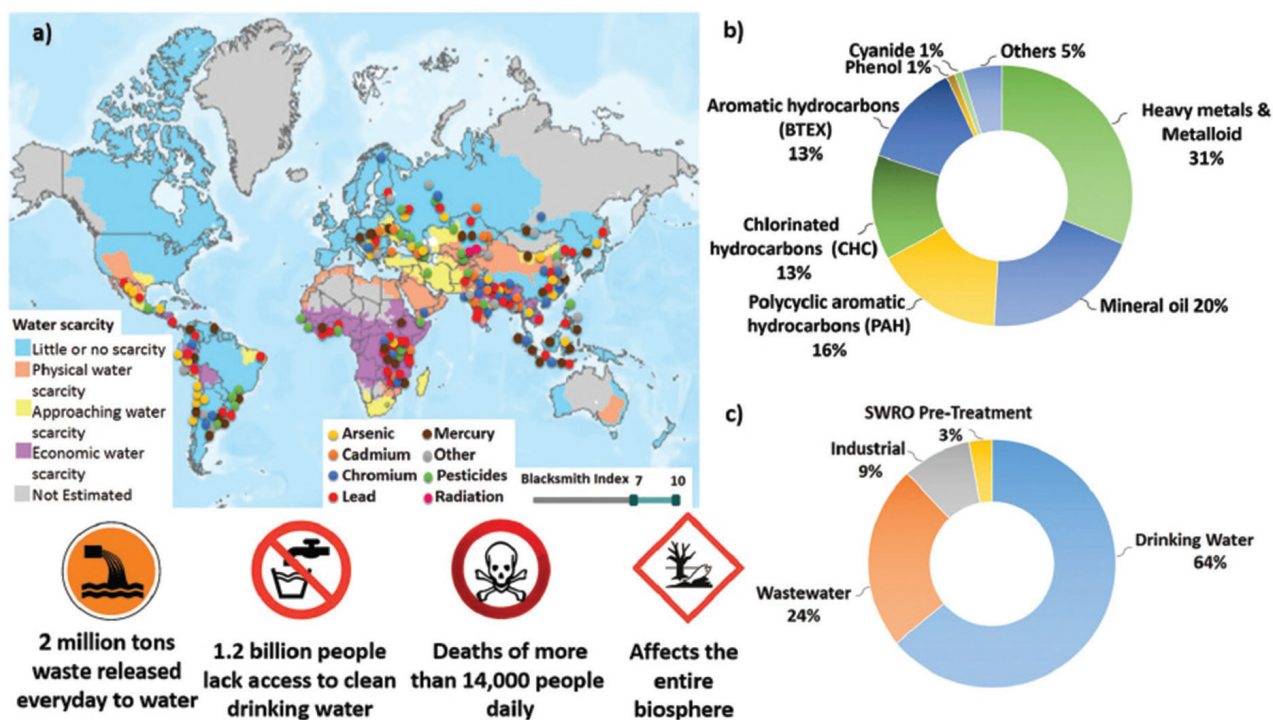 a)
Water scarcity
Little or no scarcity
Physical water
scarcity
Approaching water
scarcity
Economic water
scarcity
Not Estimated
Arsenic
Cadmium
Chromium
Lead
Mercury
Other
Pesticides
Radiation
Blacksmith Index 7 10
2 million tons
waste released
everyday to water
1.2 billion people
lack access to clean
drinking water
Deaths of more
than 14,000 people
daily
Affects the
entire
biosphere
b)
Cyanide 1%
Phenol 1%
Others 5%
Aromatic hydrocarbons
(BTEX)
13%
Heavy metals &
Metalloid
31%
Chlorinated
hydrocarbons (CHC)
13%
Polycyclic aromatic
hydrocarbons (PAH)
16%
Mineral oil 20%
c)
SWRO Pre-Treatment
3%
Industrial
9%
Drinking Water
64%
Wastewater
24%